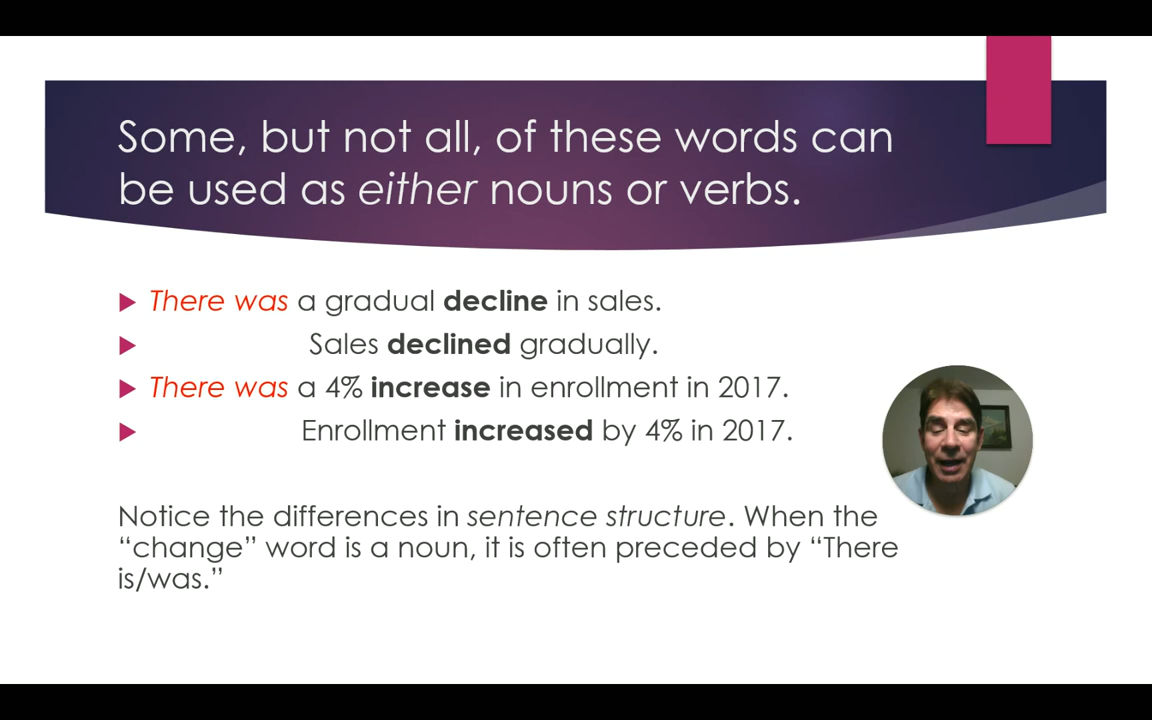 Some, but not all, of these words can
be used as either nouns or verbs.
There was a gradual decline in sales.
Sales declined gradually.
There was a 4% increase in enrollment in 2017.
Enrollment increased by 4% in 2017.
Notice the differences in sentence structure. When the
“change” word is a noun, it is often preceded by “There
is/was.”